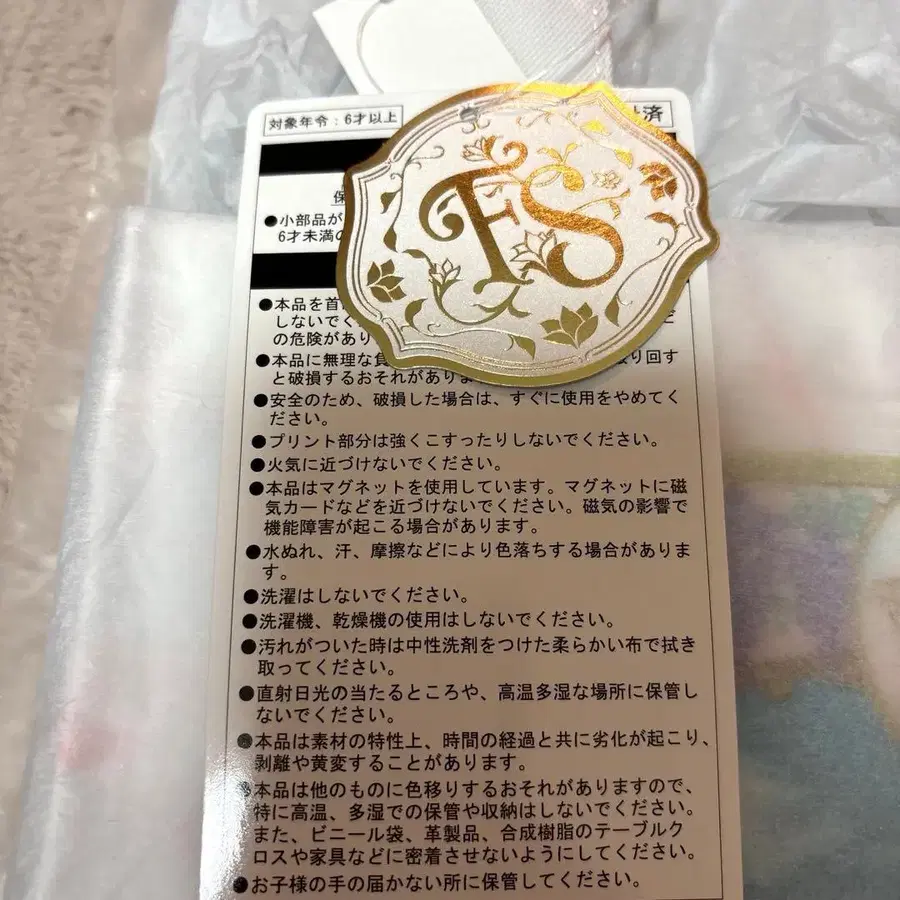 対象年令：6才以上
済
FS
保
●小部品が
6才未満の
●本品を首
しないでく
の危険があり
●本品に無理な負 り回す
と破損するおそれがありま
●安全のため、破損した場合は、すぐに使用をやめてく
ださい。
●プリント部分は強くこすったりしないでください。
●火気に近づけないでください。
●本品はマグネットを使用しています。マグネットに磁
気カードなどを近づけないでください。磁気の影響で
機能障害が起こる場合があります。
●水ぬれ、汗、摩擦などにより色落ちする場合がありま
す。
●洗濯はしないでください。
●洗濯機、乾燥機の使用はしないでください。
●汚れがついた時は中性洗剤をつけた柔らかい布で拭き
取ってください。
●直射日光の当たるところや、高温多湿な場所に保管し
ないでください。
●本品は素材の特性上、時間の経過と共に劣化が起こり、
剥離や黄変することがあります。
●本品は他のものに色移りするおそれがありますので、
特に高温、多湿での保管や収納はしないでください。
また、ビニール袋、革製品、合成樹脂のテーブルク
ロスや家具などに密着させないようにしてください。
●お子様の手の届かない所に保管してください。